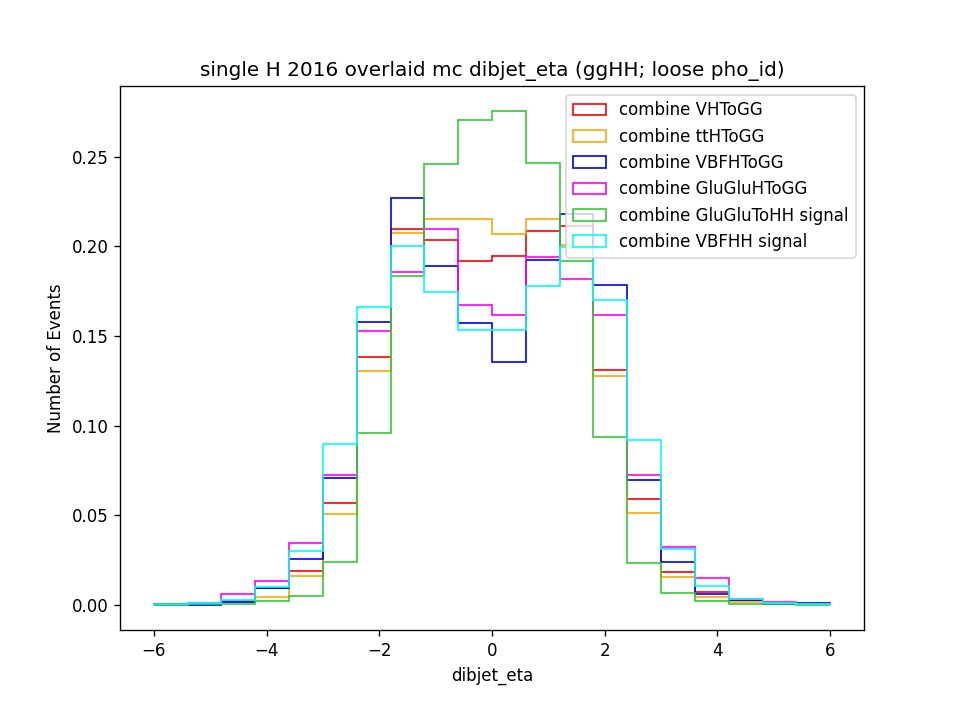 single H 2016 overlaid mc dibjet_eta (ggHH; loose pho_id)
combine VHToGG
combine ttHToGG
combine VBFHToGG
combine GluGluHToGG
combine GluGluToHH signal
combine VBFHH signal
0.25
0.20
0.15
0.10
0.05
0.00
Number of Events
−6 −4 −2 0 2 4 6
dibjet_eta